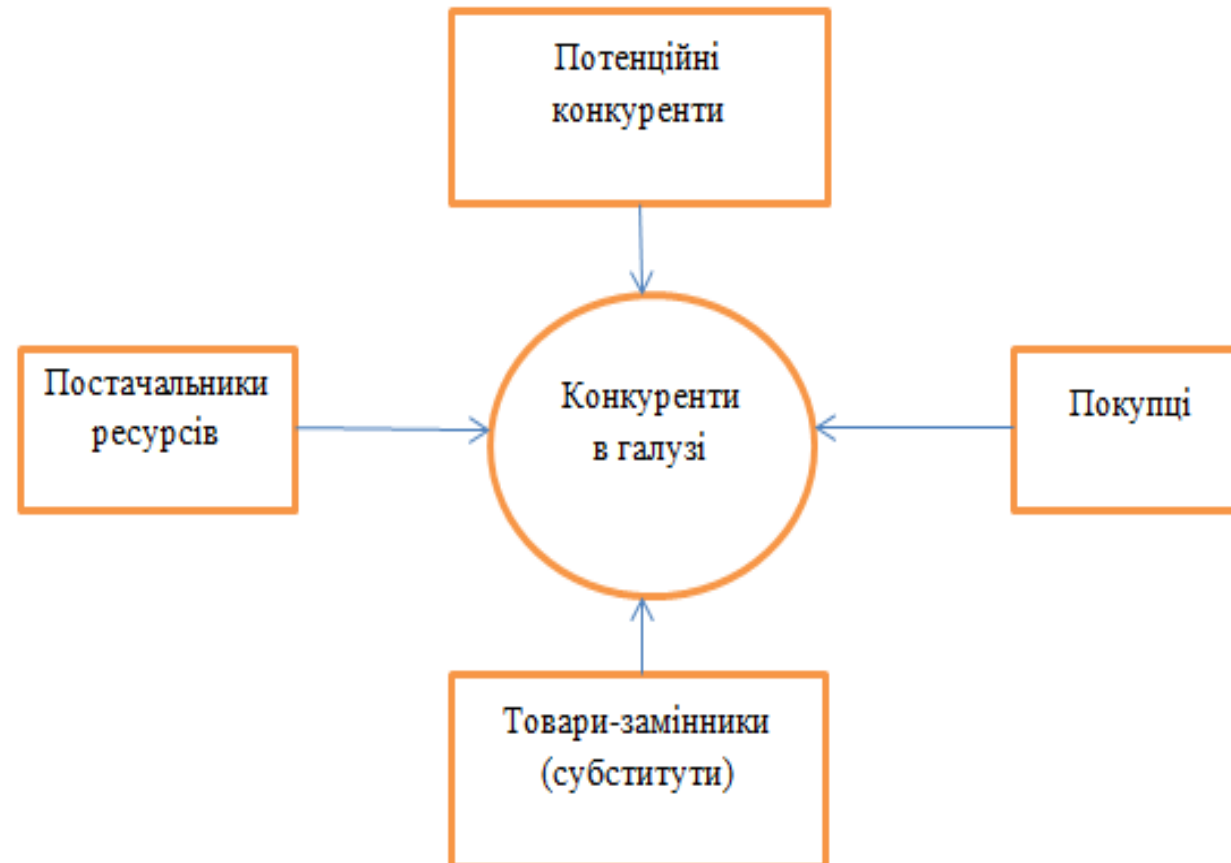 Потенційні
конкуренти
Постачальники
ресурсів
Конкуренти
в галузі
Покупці
Товари-замінники
(субститути)